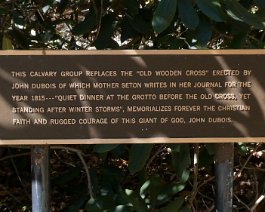 THIS CALVARY GROUP REPLACES THE "OLD WOODEN CROSS" ERECTED BY
JOHN DUBOIS OF WHICH MOTHER SETON WRITES IN HER JOURNAL FOR THE
YEAR 1815---"QUIET DINNER AT THE GROTTO BEFORE THE OLD CROSS, YET
STANDING AFTER WINTER STORMS", MEMORIALIZES FOREVER THE CHRISTIAN
FAITH AND RUGGED COURAGE OF THIS GIANT OF GOD, JOHN DUBOIS.